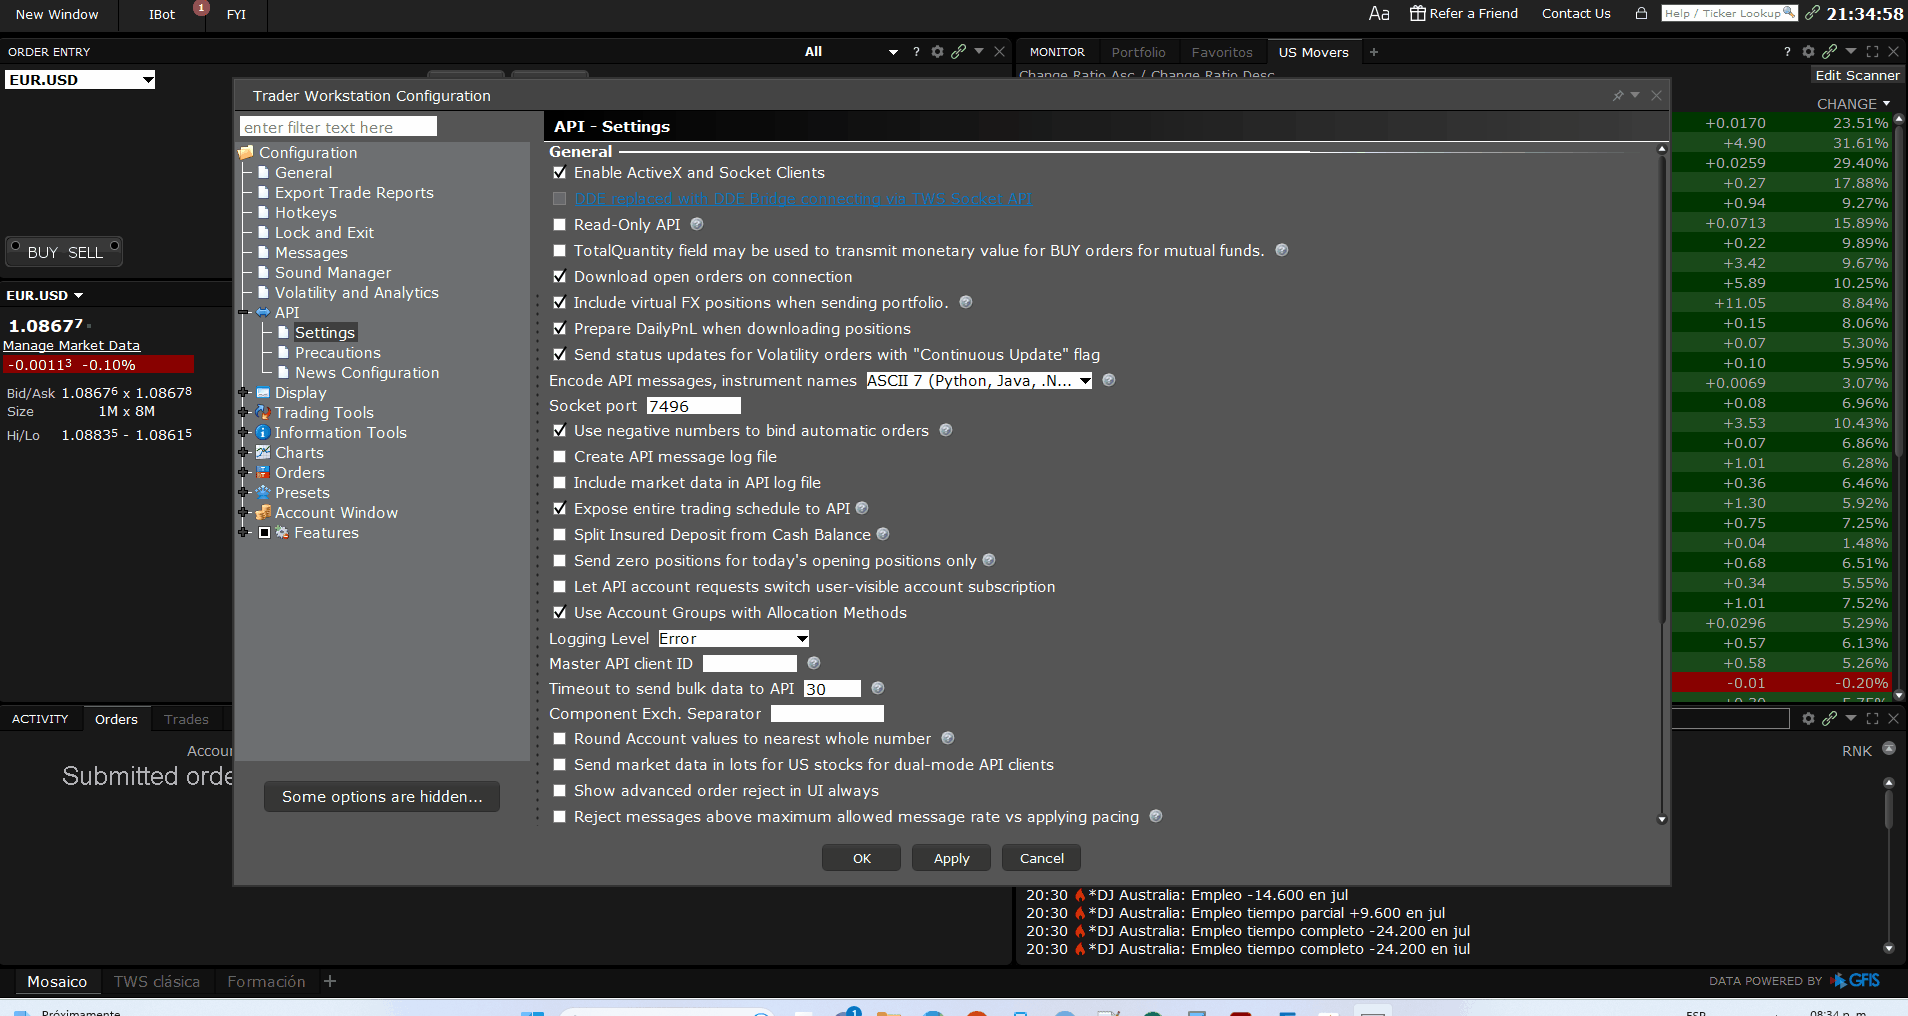 New Window IBot 1 FYI Aa Refer a Friend Contact Us Help / Ticker Lookup 21:34:58
ORDER ENTRY All ?
EUR.USD
BUY SELL
EUR.USD
1.08677
Manage Market Data
-0.00113 -0.10%
Bid/Ask 1.08676 x 1.08678
Size 1M x 8M
Hi/Lo 1.08835 - 1.08615
Trader Workstation Configuration
enter filter text here
Configuration
General
Export Trade Reports
Hotkeys
Lock and Exit
Messages
Sound Manager
Volatility and Analytics
API
Settings
Precautions
News Configuration
Display
Trading Tools
Information Tools
Charts
Orders
Presets
Account Window
Features
Some options are hidden...
API - Settings
General
Enable ActiveX and Socket Clients
DDE replaced with DDE Bridge connecting via TWS Socket API
Read-Only API ?
TotalQuantity field may be used to transmit monetary value for BUY orders for mutual funds. ?
Download open orders on connection
Include virtual FX positions when sending portfolio. ?
Prepare DailyPnL when downloading positions
Send status updates for Volatility orders with "Continuous Update" flag
Encode API messages, instrument names ASCII 7 (Python, Java, .N... ?
Socket port 7496
Use negative numbers to bind automatic orders ?
Create API message log file
Include market data in API log file
Expose entire trading schedule to API ?
Split Insured Deposit from Cash Balance ?
Send zero positions for today's opening positions only ?
Let API account requests switch user-visible account subscription
Use Account Groups with Allocation Methods
Logging Level Error
Master API client ID ?
Timeout to send bulk data to API 30 ?
Component Exch. Separator
Round Account values to nearest whole number ?
Send market data in lots for US stocks for dual-mode API clients
Show advanced order reject in UI always
Reject messages above maximum allowed message rate vs applying pacing ?
OK Apply Cancel
MONITOR Portfolio Favoritos US Movers + ?
Change Ratio Asc / Change Ratio Desc
Edit Scanner
CHANGE
+0.0170 23.51%
+4.90 31.61%
+0.0259 29.40%
+0.27 17.88%
+0.94 9.27%
+0.0713 15.89%
+0.22 9.89%
+3.42 9.67%
+5.89 10.25%
+11.05 8.84%
+0.15 8.06%
+0.07 5.30%
+0.10 5.95%
+0.0069 3.07%
+0.08 6.96%
+3.53 10.43%
+0.07 6.86%
+1.01 6.28%
+0.36 6.46%
+1.30 5.92%
+0.75 7.25%
+0.04 1.48%
+0.68 6.51%
+0.34 5.55%
+1.01 7.52%
+0.0296 5.29%
+0.57 6.13%
+0.58 5.26%
-0.01 -0.20%
ACTIVITY Orders Trades
Accou
Submitted orde
RNK
20:30 *DJ Australia: Empleo -14.600 en jul
20:30 *DJ Australia: Empleo tiempo parcial +9.600 en jul
20:30 *DJ Australia: Empleo tiempo completo -24.200 en jul
20:30 *DJ Australia: Empleo tiempo completo -24.200 en jul
Mosaico TWS clásica Formación + DATA POWERED BY GFIS
Próximamente 1 ESP 08:34 p. m.